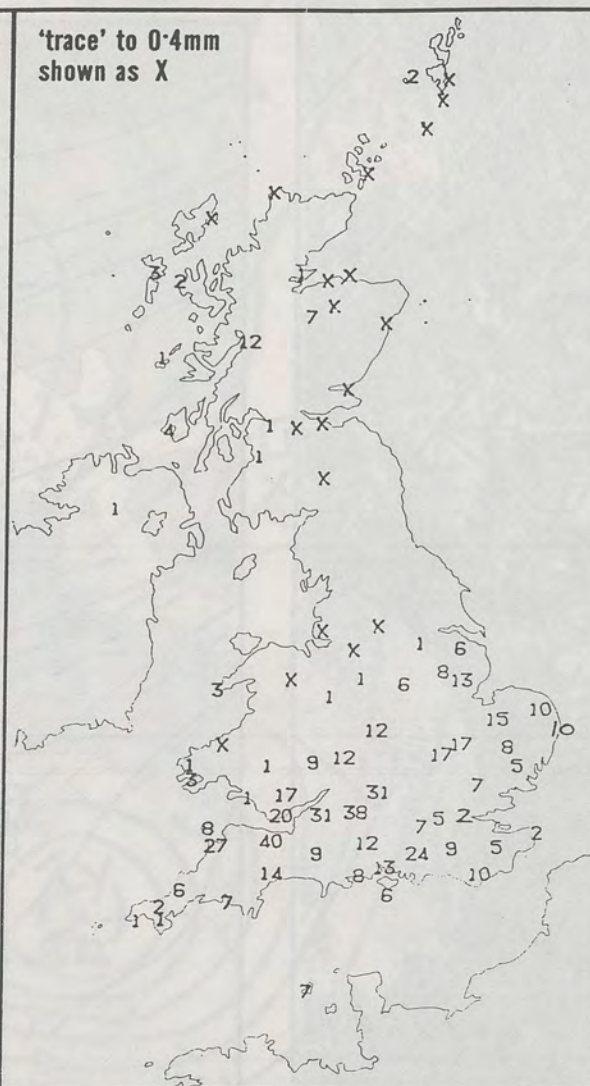 'trace' to 0·4mm
shown as X
2 X
X
X
X
X
X
3 2
1 X X
7 X
X
12
1
X
4 1 X X
1
X
1
X X
1 6
X
8
X 1 6 13
3 1
10
15
12 10
X 17 8
17
1 1 9 12 5
3
7
1 17 31
20 31 38 5 2
8 7 2
27 40 12 9 5
9 24
14 8 13 10
6 6
2 7
1 1
7